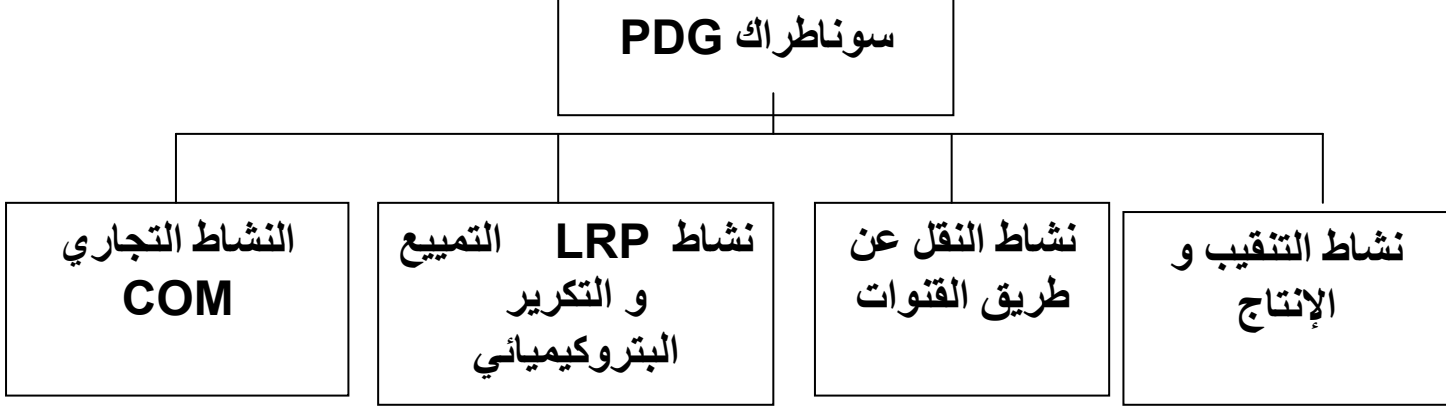 سوناطراك PDG
نشاط التنقيب و
الإنتاج
نشاط النقل عن
طريق القنوات
نشاط LRP التمييع
و التكرير
البتروكيميائي
النشاط التجاري
COM